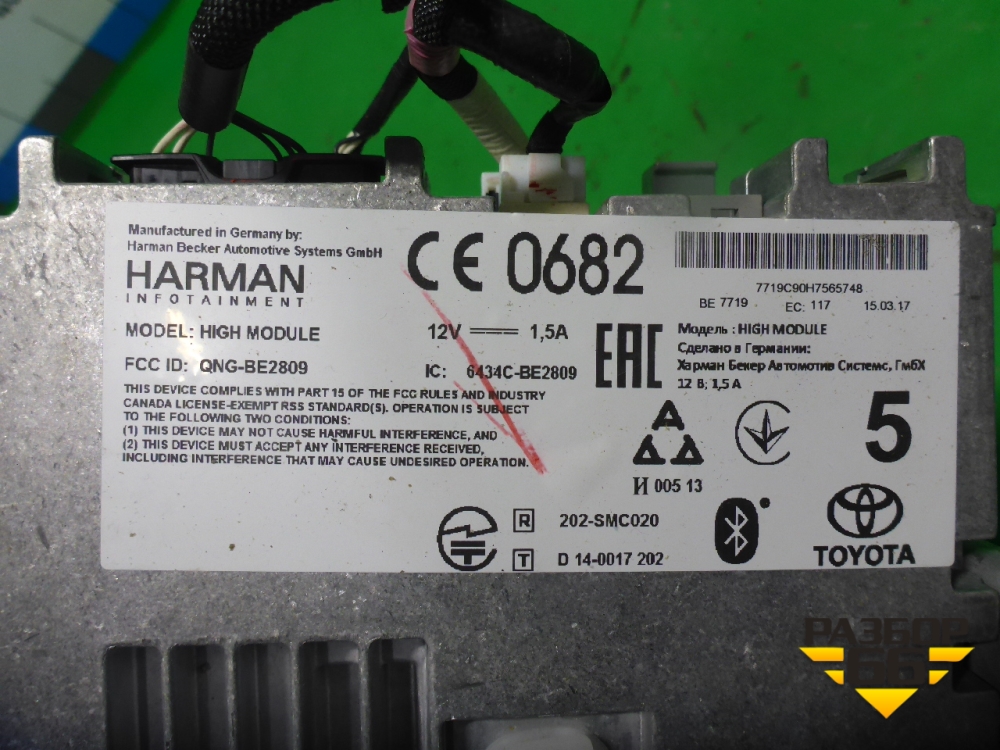 Manufactured in Germany by:
Harman Becker Automotive Systems GmbH
HARMAN
INFOTAINMENT
CE 0682
7719C90H7565748
BE 7719 EC: 117 15.03.17
MODEL: HIGH MODULE
12V 1,5A
FCC ID: QNG-BE2809
IC: 6434C-BE2809
THIS DEVICE COMPLIES WITH PART 15 OF THE FCC RULES AND INDUSTRY
CANADA LICENSE-EXEMPT RSS STANDARD(S). OPERATION IS SUBJECT
TO THE FOLLOWING TWO CONDITIONS:
(1) THIS DEVICE MAY NOT CAUSE HARMFUL INTERFERENCE, AND
(2) THIS DEVICE MUST ACCEPT ANY INTERFERENCE RECEIVED,
INCLUDING INTERFERENCE THAT MAY CAUSE UNDESIRED OPERATION.
EAC
Модель : HIGH MODULE
Сделано в Германии:
Харман Бекер Автомотив Системс, ГмбХ
12 В; 1,5 А
5
И 005 13
R 202-SMC020
T D 14-0017 202
TOYOTA
РАЗБОР
66